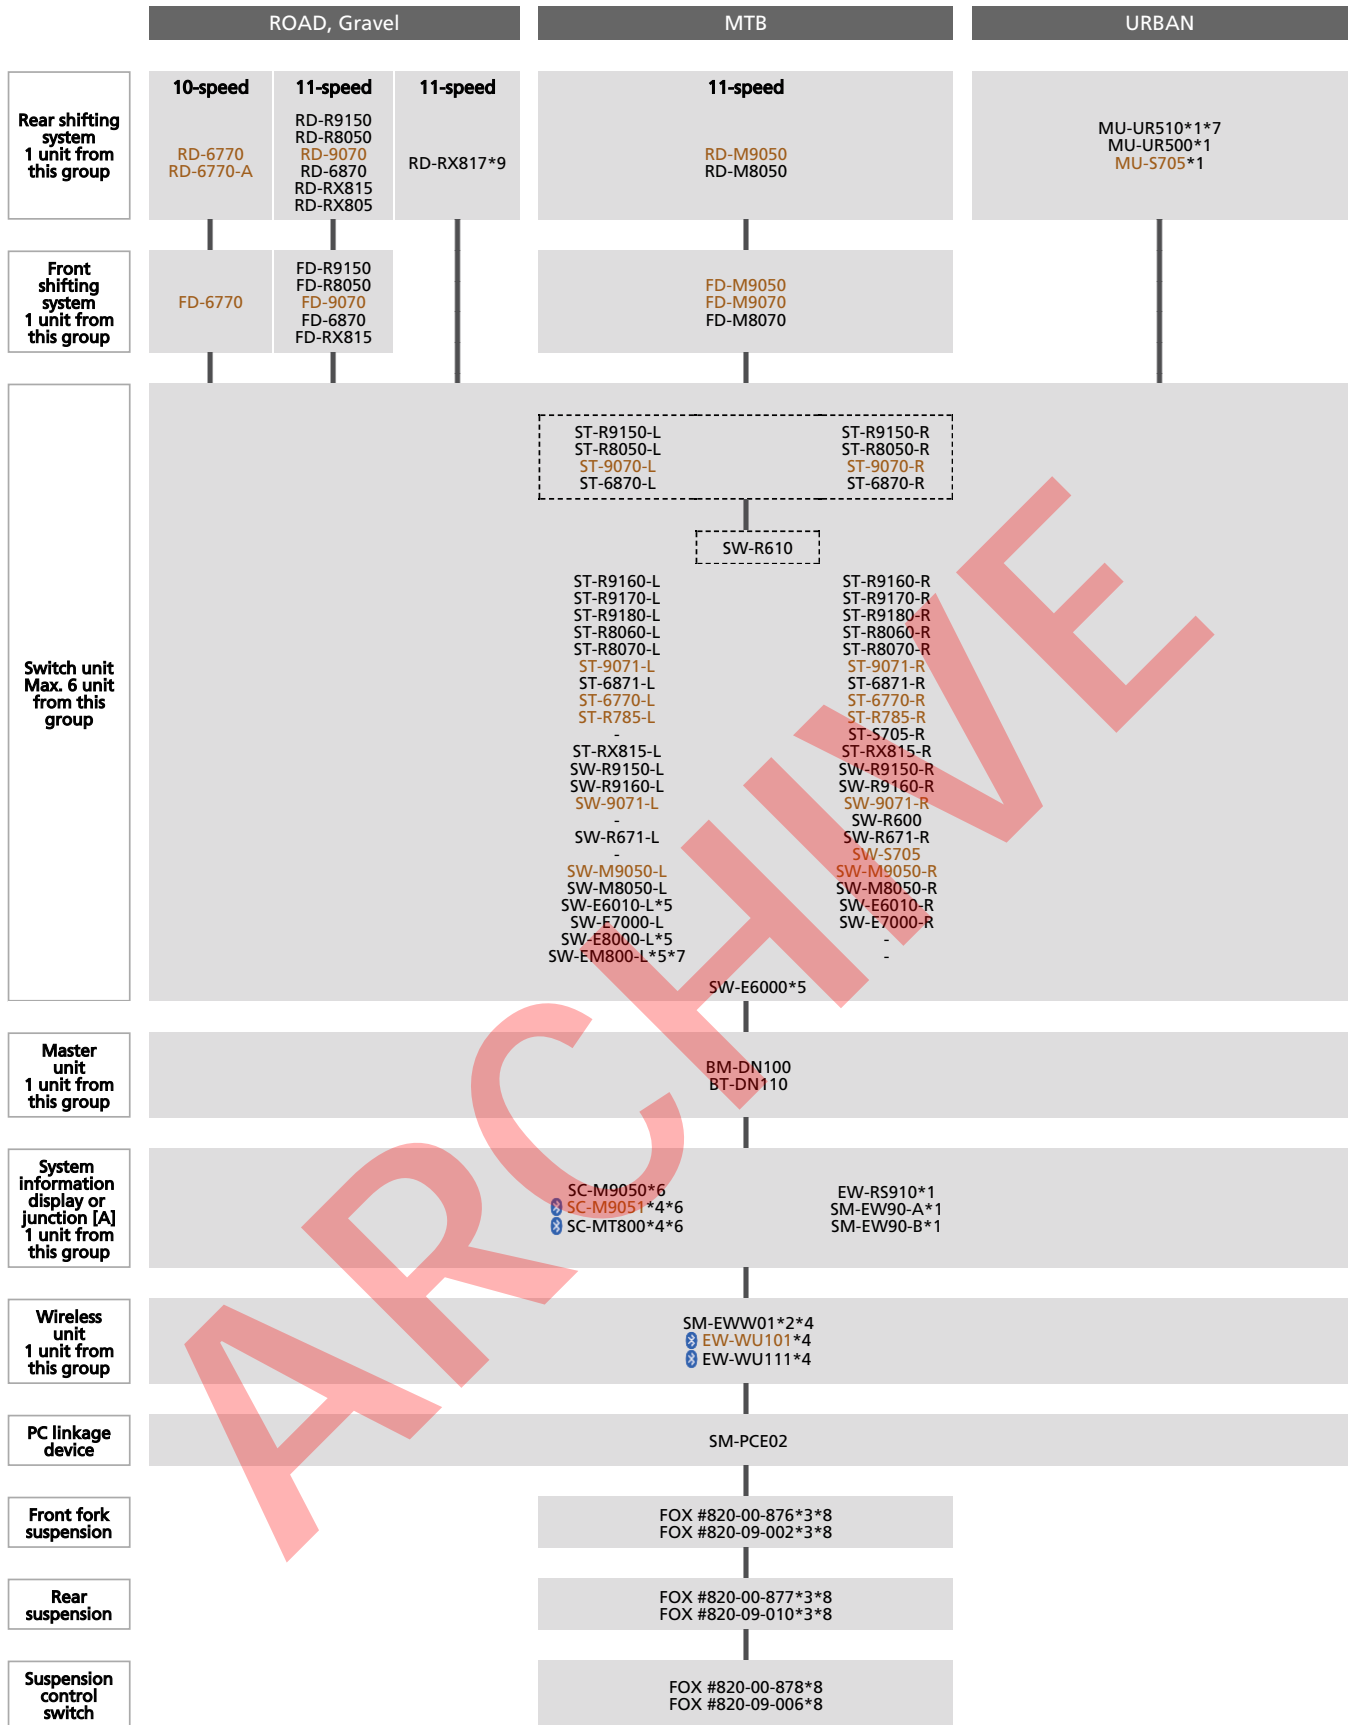 ROAD, Gravel
MTB
URBAN
Rear shifting
system
1 unit from
this group
10-speed
RD-6770
RD-6770-A
11-speed
RD-R9150
RD-R8050
RD-9070
RD-6870
RD-RX815
RD-RX805
11-speed
RD-RX817*9
11-speed
RD-M9050
RD-M8050
MU-UR510*1*7
MU-UR500*1
MU-S705*1
Front
shifting
system
1 unit from
this group
FD-6770
FD-R9150
FD-R8050
FD-9070
FD-6870
FD-RX815
FD-M9050
FD-M9070
FD-M8070
Switch unit
Max. 6 unit
from this
group
ST-R9150-L ST-R9150-R
ST-R8050-L ST-R8050-R
ST-9070-L ST-9070-R
ST-6870-L ST-6870-R
SW-R610
ST-R9160-L ST-R9160-R
ST-R9170-L ST-R9170-R
ST-R9180-L ST-R9180-R
ST-R8060-L ST-R8060-R
ST-R8070-L ST-R8070-R
ST-9071-L ST-9071-R
ST-6871-L ST-6871-R
ST-6770-L ST-6770-R
ST-R785-L ST-R785-R
- ST-S705-R
ST-RX815-L ST-RX815-R
SW-R9150-L SW-R9150-R
SW-R9160-L SW-R9160-R
SW-9071-L SW-9071-R
- SW-R600
SW-R671-L SW-R671-R
- SW-S705
SW-M9050-L SW-M9050-R
SW-M8050-L SW-M8050-R
SW-E6010-L*5 SW-E6010-R
SW-E7000-L SW-E7000-R
SW-E8000-L*5 -
SW-EM800-L*5*7 -
SW-E6000*5
Master
unit
1 unit from
this group
BM-DN100
BT-DN110
System
information
display or
junction [A]
1 unit from
this group
SC-M9050*6 EW-RS910*1
SC-M9051*4*6 SM-EW90-A*1
SC-MT800*4*6 SM-EW90-B*1
Wireless
unit
1 unit from
this group
SM-EWW01*2*4
EW-WU101*4
EW-WU111*4
PC linkage
device
SM-PCE02
Front fork
suspension
FOX #820-00-876*3*8
FOX #820-09-002*3*8
Rear
suspension
FOX #820-00-877*3*8
FOX #820-09-010*3*8
Suspension
control
switch
FOX #820-00-878*8
FOX #820-09-006*8
ARCHIVE